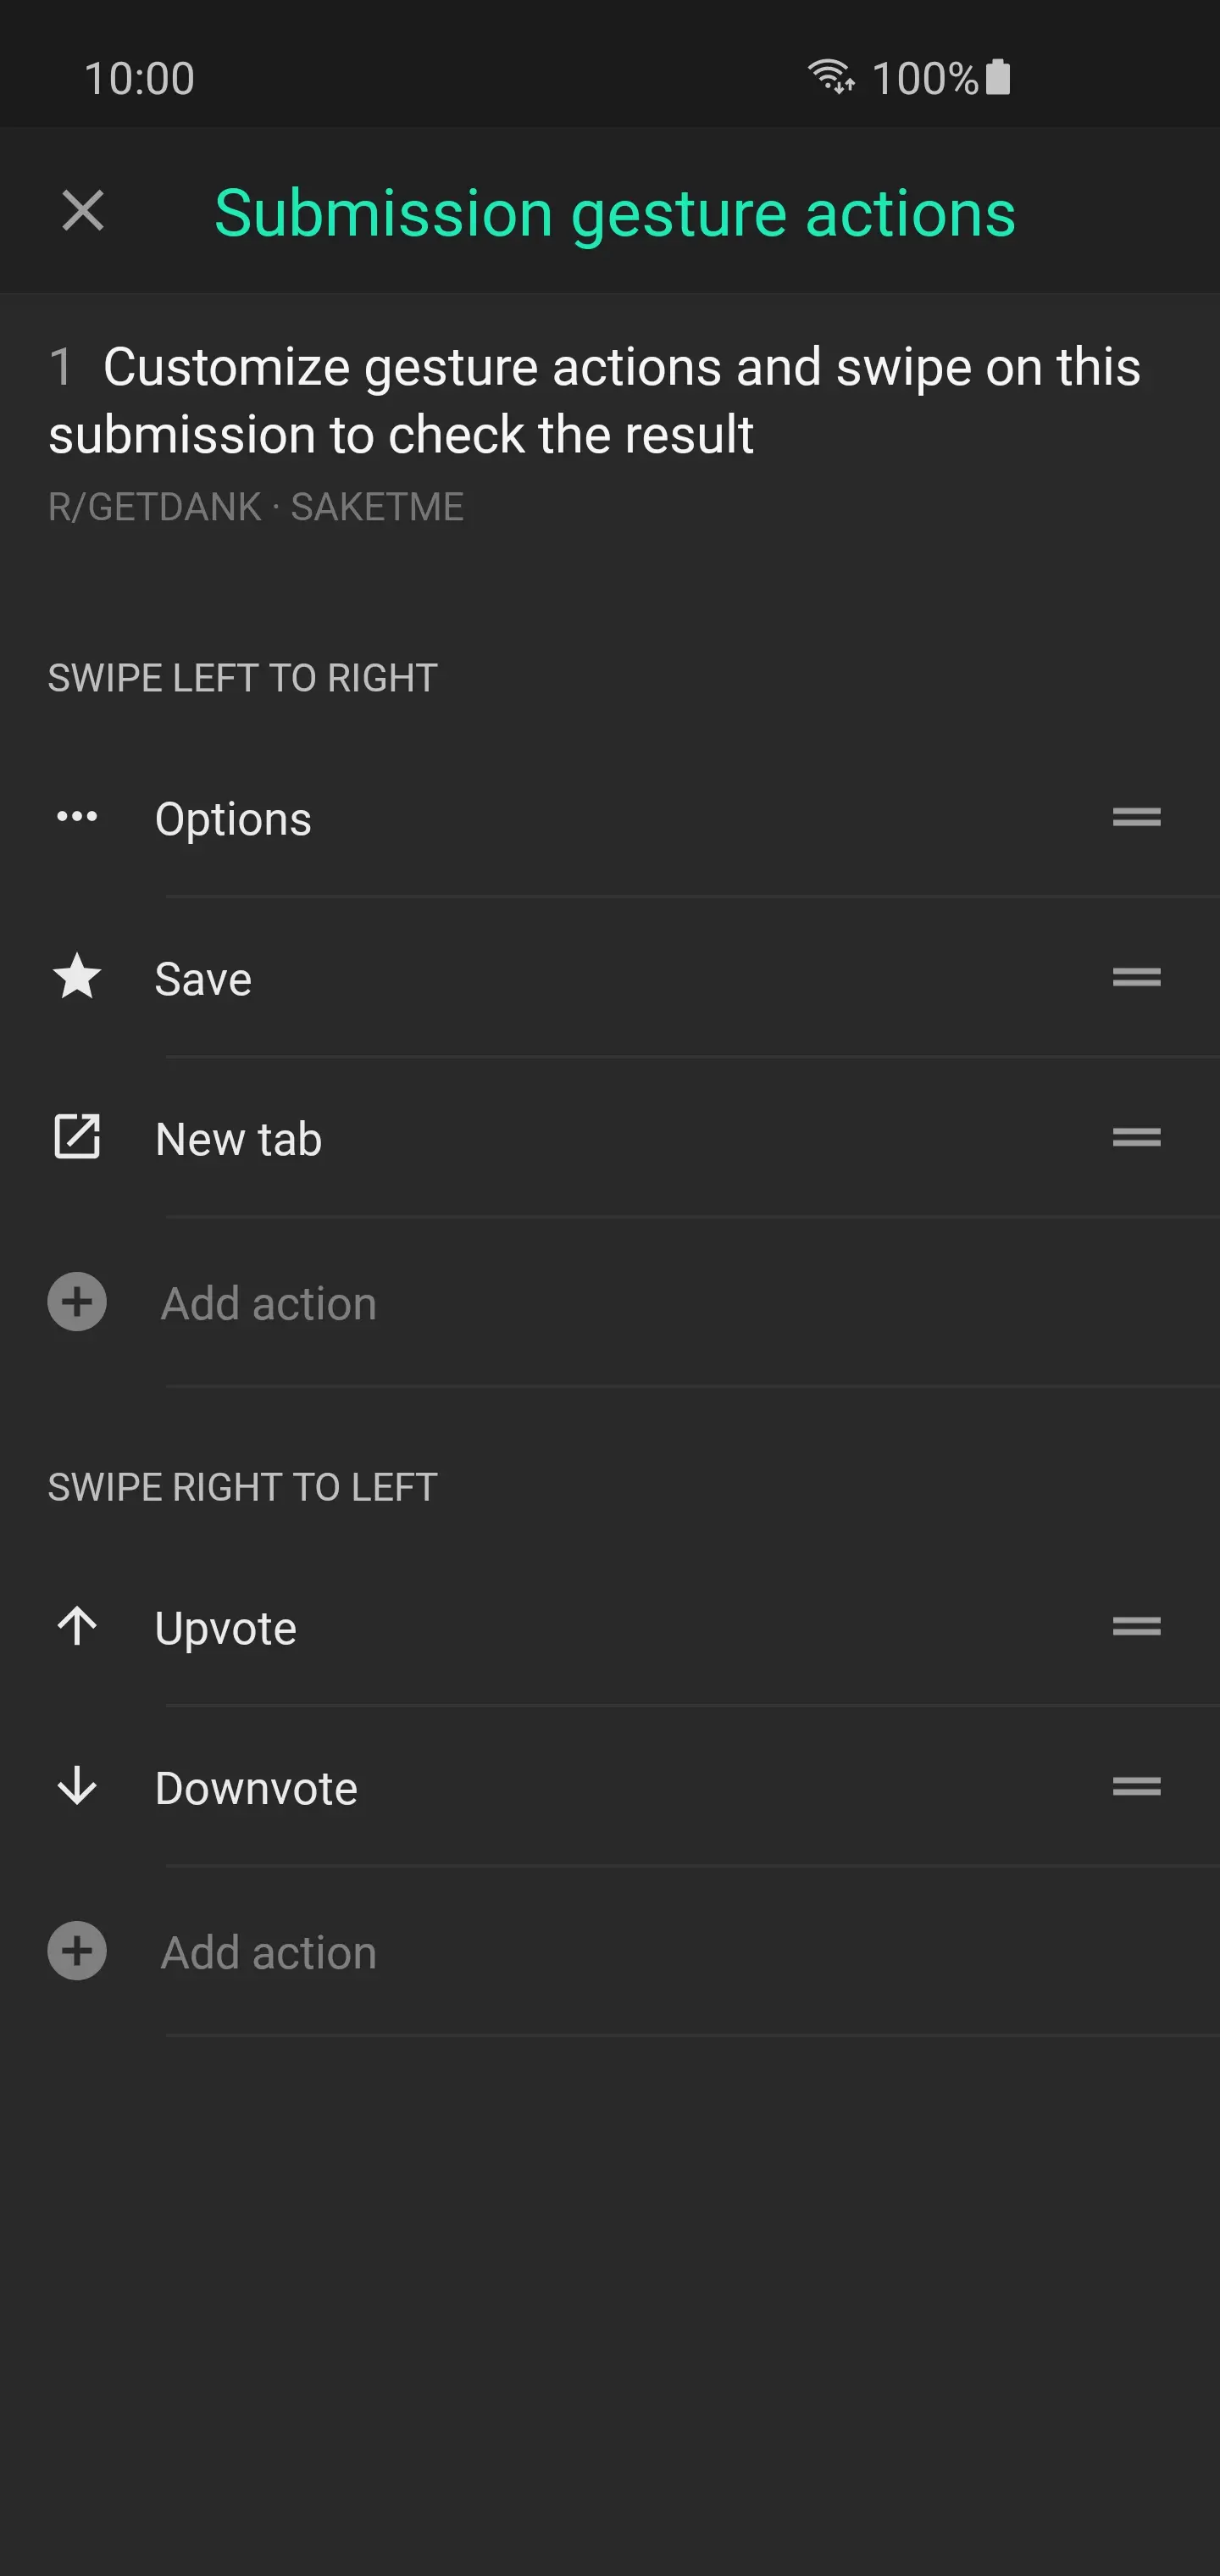 10:00 100%
Submission gesture actions
1 Customize gesture actions and swipe on this
submission to check the result
R/GETDANK · SAKETME
SWIPE LEFT TO RIGHT
Options
Save
New tab
Add action
SWIPE RIGHT TO LEFT
Upvote
Downvote
Add action